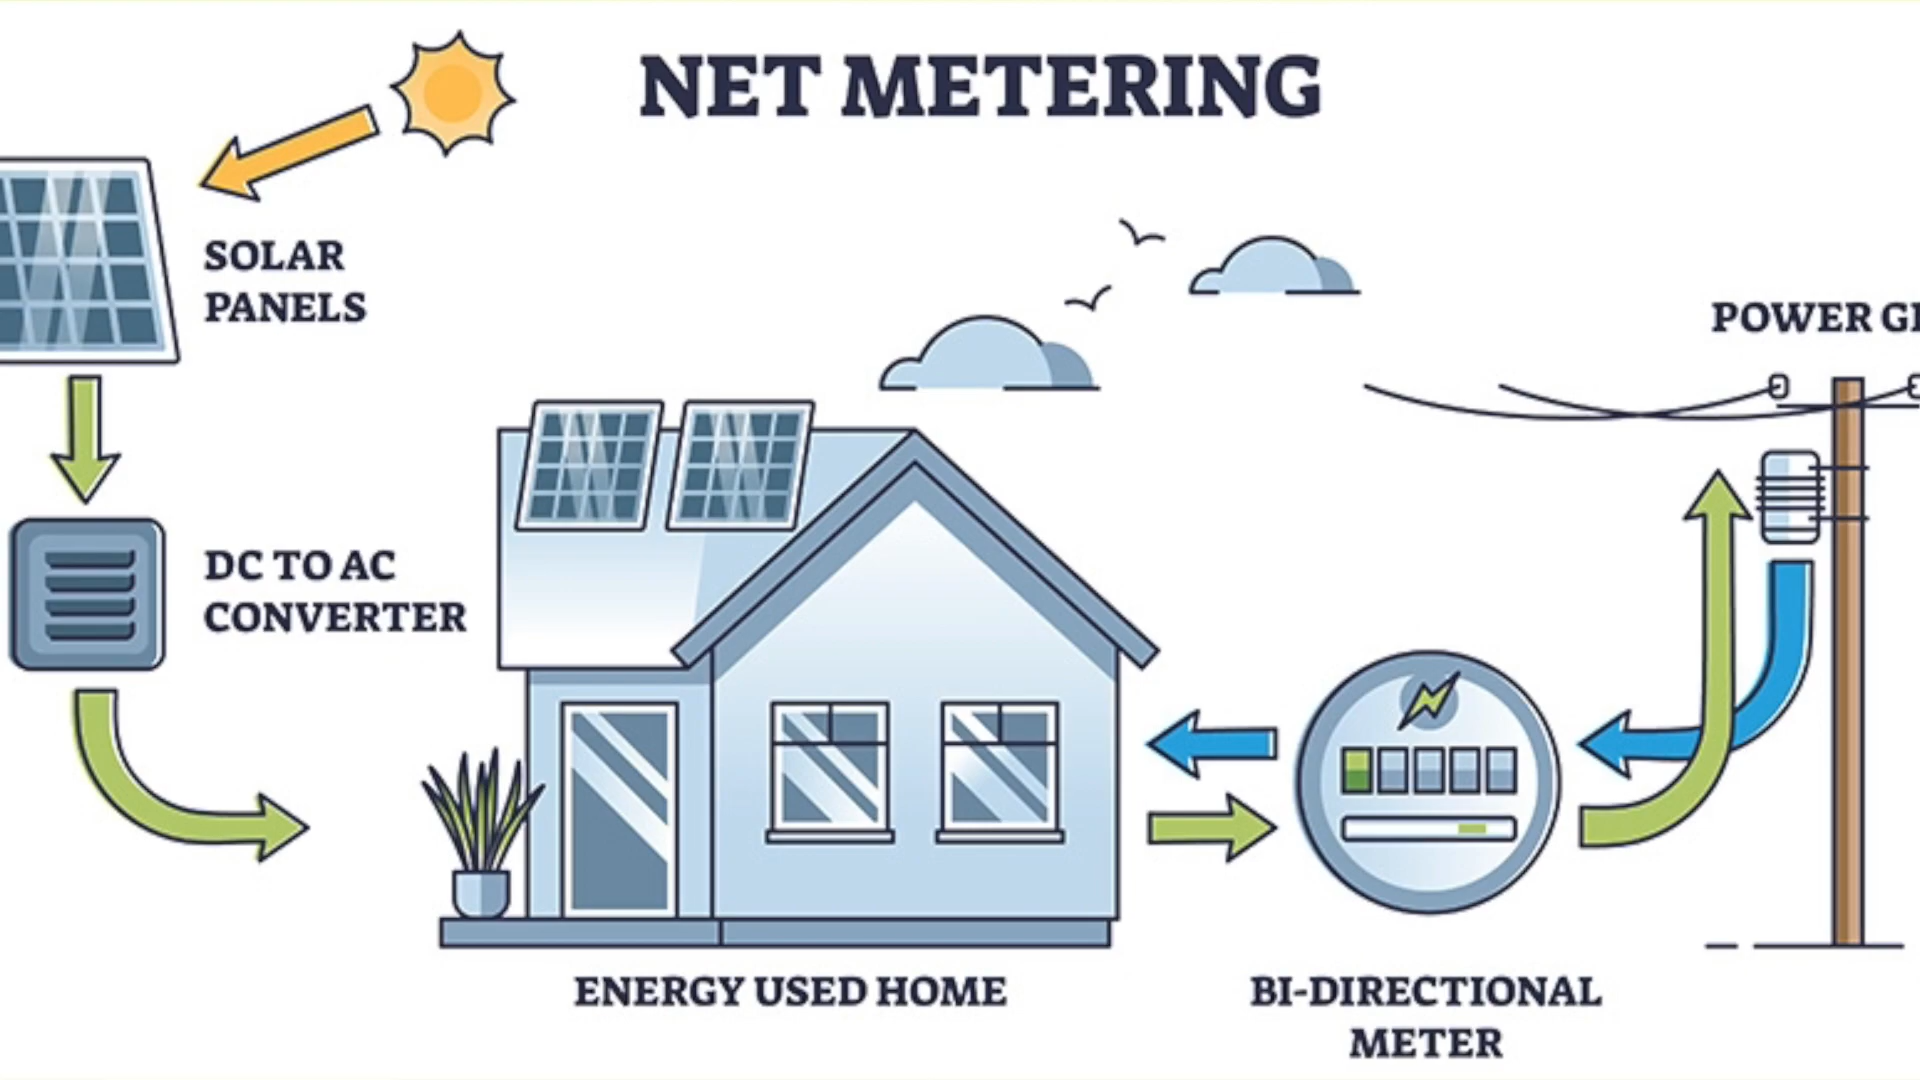 NET METERING
SOLAR
PANELS
POWER
DC TO AC
CONVERTER
ENERGY USED HOME
BI-DIRECTIONAL
METER